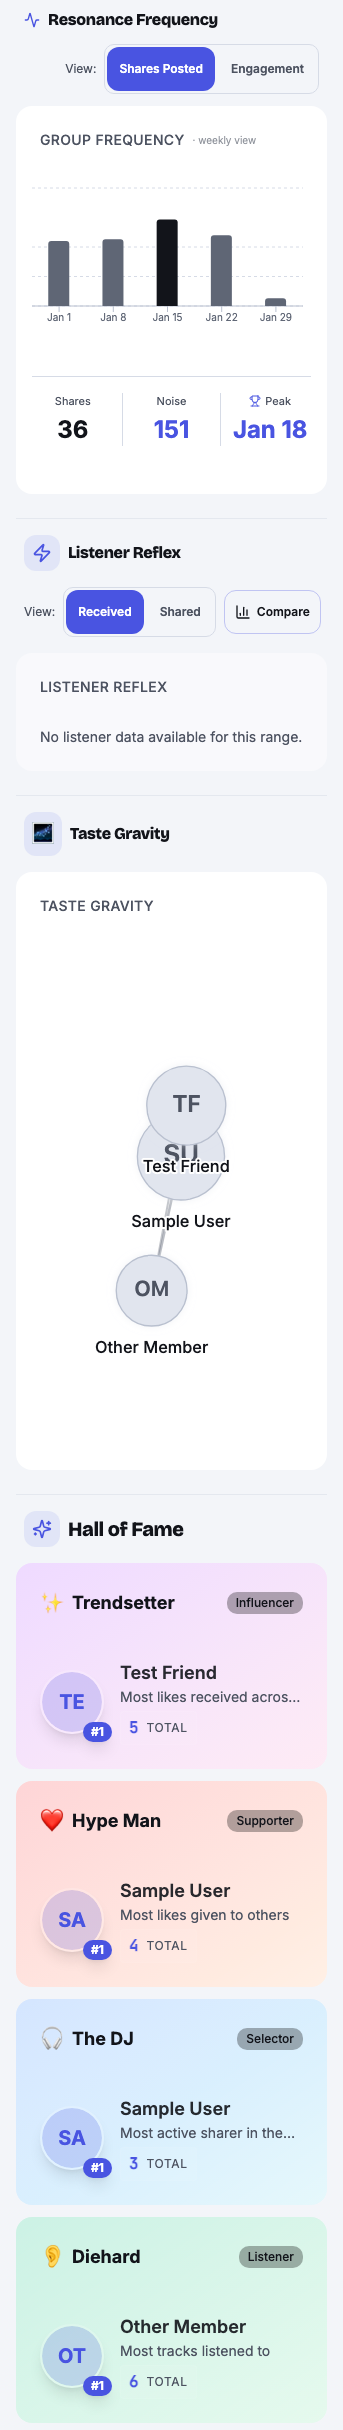 Resonance Frequency
View: Shares Posted Engagement
GROUP FREQUENCY · weekly view
Jan 1 Jan 8 Jan 15 Jan 22 Jan 29
Shares Noise Peak
36 151 Jan 18
Listener Reflex
View: Received Shared Compare
LISTENER REFLEX
No listener data available for this range.
Taste Gravity
TASTE GRAVITY
TF
SU
Test Friend
Sample User
OM
Other Member
Hall of Fame
Trendsetter Influencer
TE
#1
Test Friend
Most likes received acros...
5 TOTAL
Hype Man Supporter
SA
#1
Sample User
Most likes given to others
4 TOTAL
The DJ Selector
SA
#1
Sample User
Most active sharer in the...
3 TOTAL
Diehard Listener
OT
#1
Other Member
Most tracks listened to
6 TOTAL